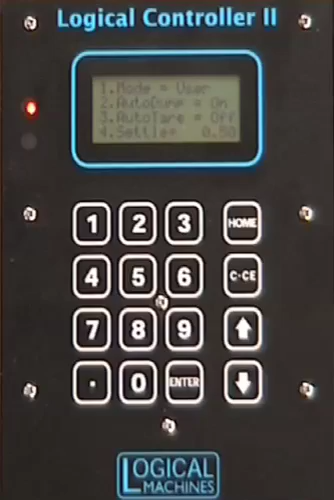 Logical Controller II
1.Mode = User
2.AutoDump = On
3.AutoTare = Off
4.Settle= 0.50
1 2 3 HOME
4 5 6 C·CE
7 8 9
. 0 ENTER
LOGICAL
MACHINES